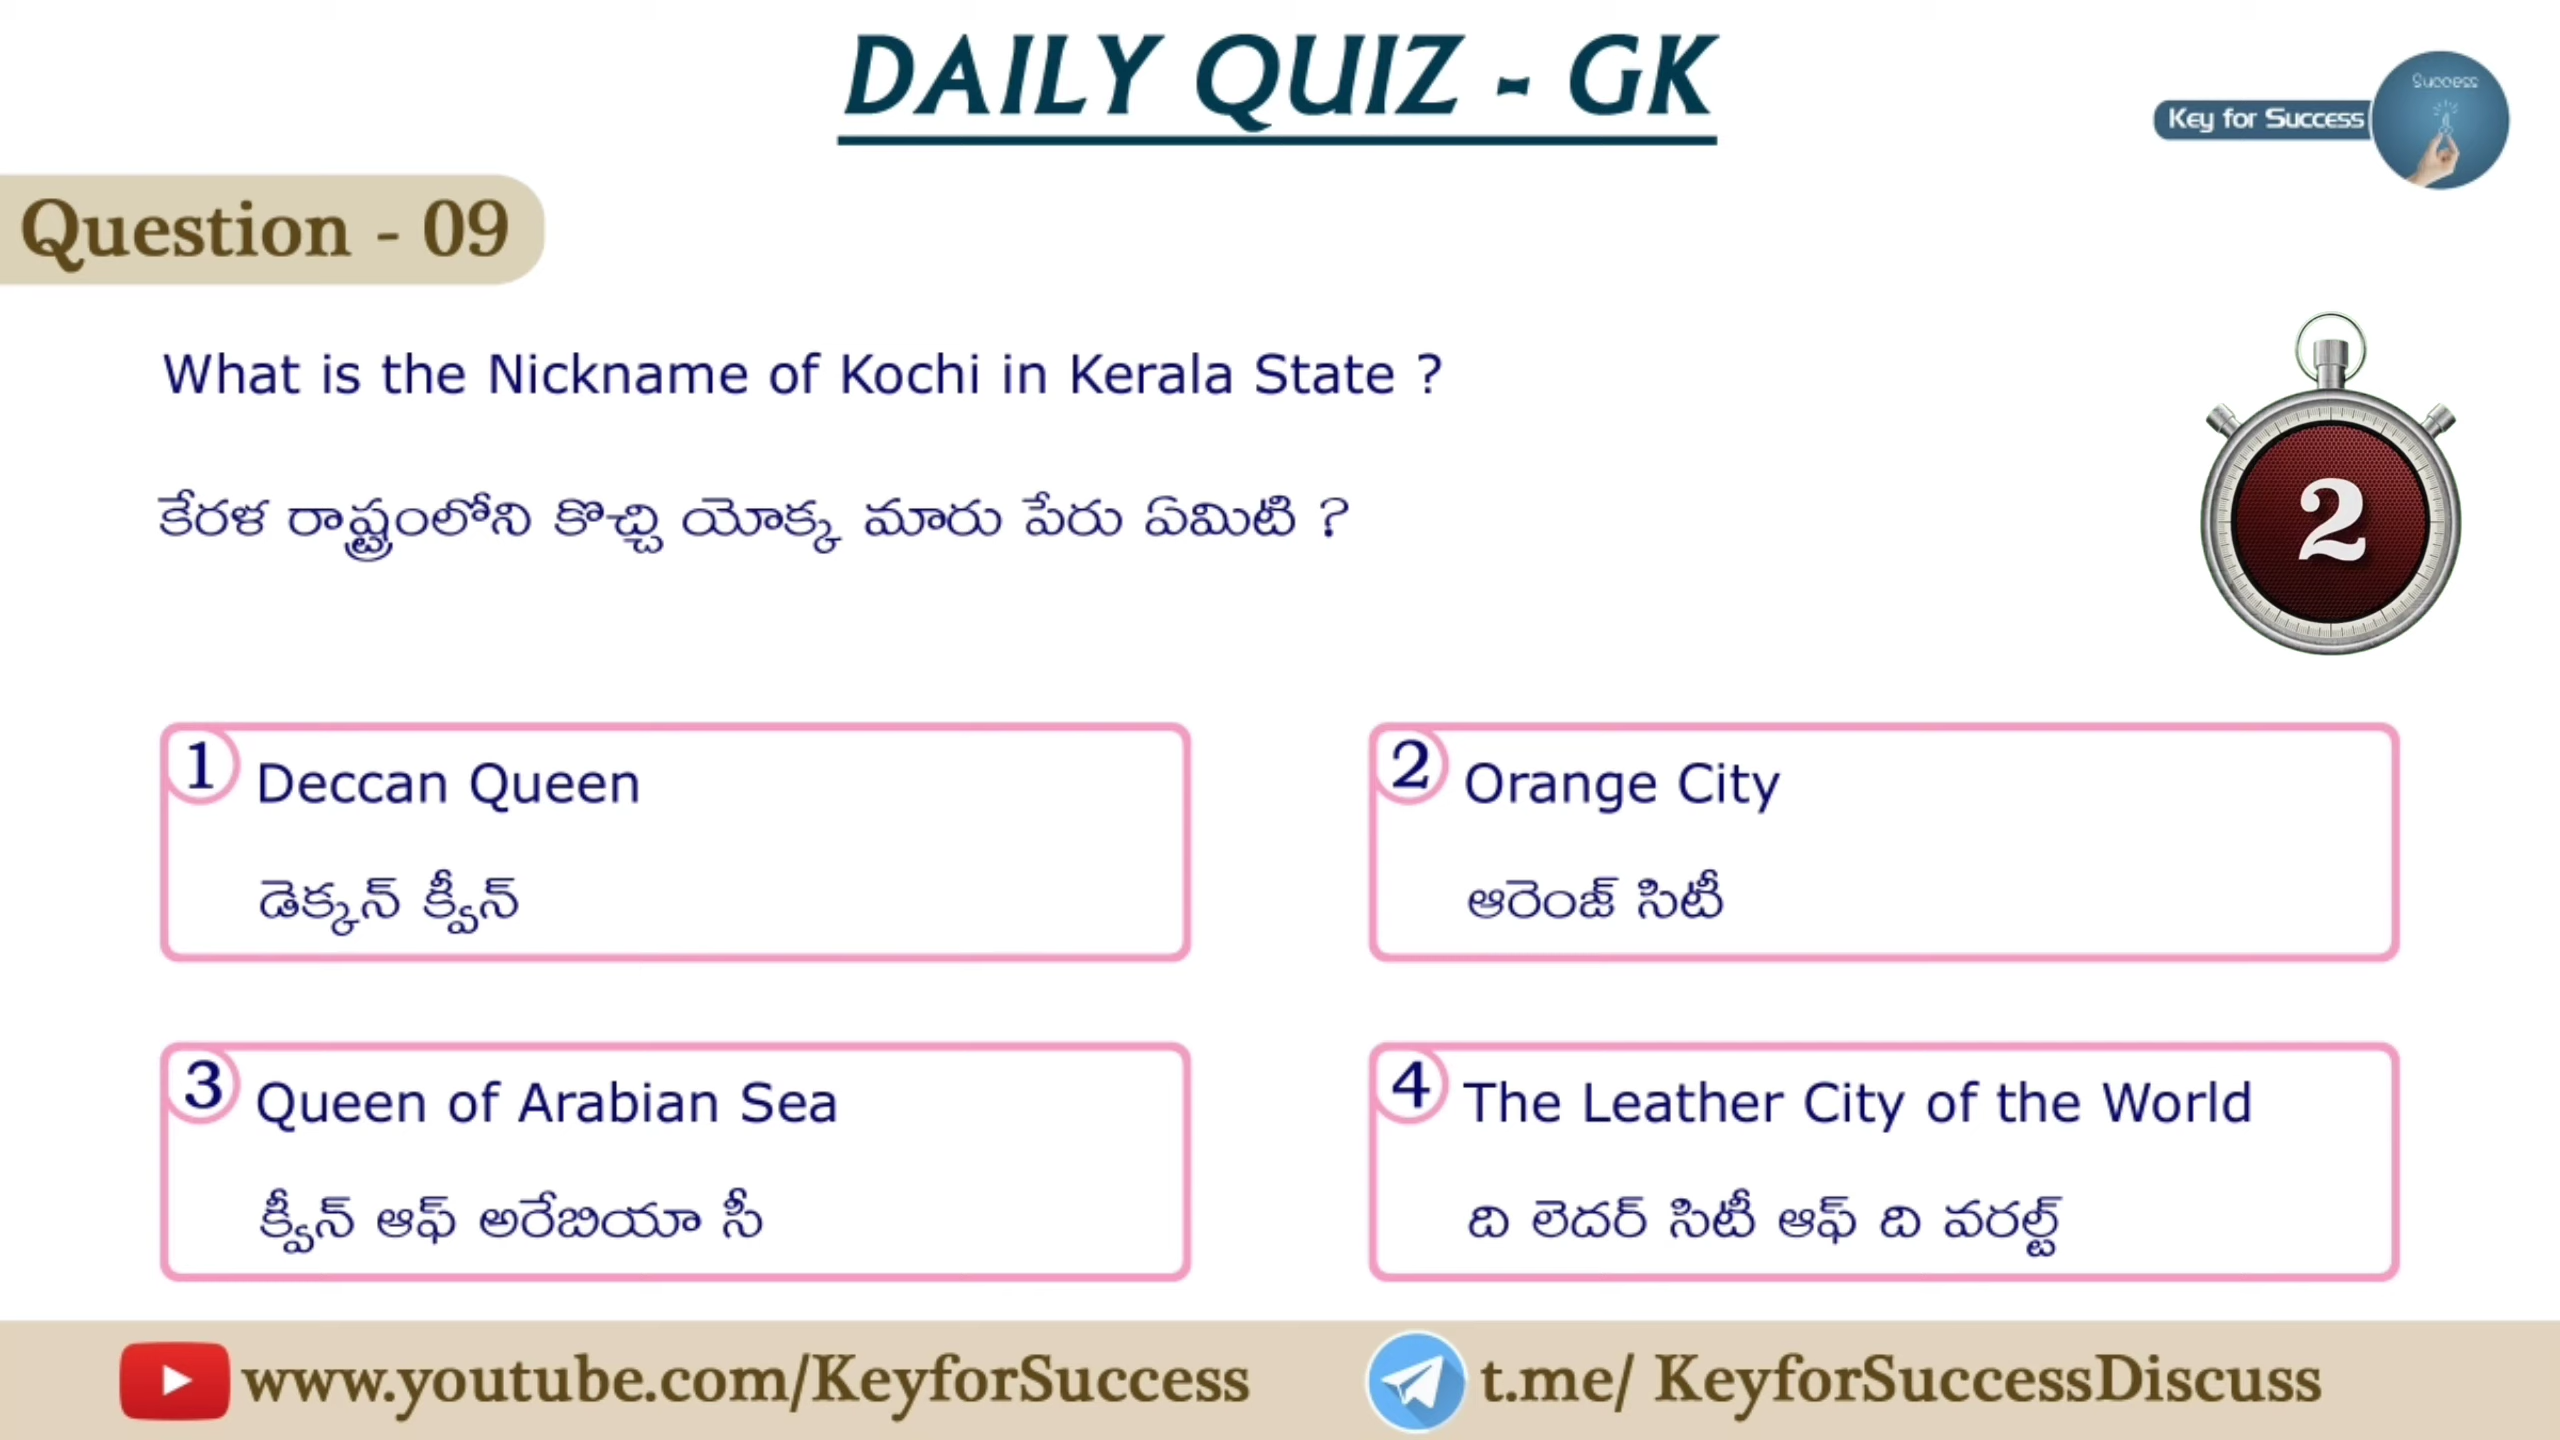 DAILY QUIZ - GK
Success
Key for Success
Question - 09
What is the Nickname of Kochi in Kerala State ?
కేరళ రాష్ట్రంలోని కొచ్చి యోక్క మారు పేరు ఏమిటి ?
2
1 Deccan Queen
డెక్కన్ క్వీన్
2 Orange City
ఆరెంజ్ సిటీ
3 Queen of Arabian Sea
క్వీన్ ఆఫ్ అరేబియా సీ
4 The Leather City of the World
ది లెదర్ సిటీ ఆఫ్ ది వరల్ట్
www.youtube.com/KeyforSuccess
t.me/ KeyforSuccessDiscuss